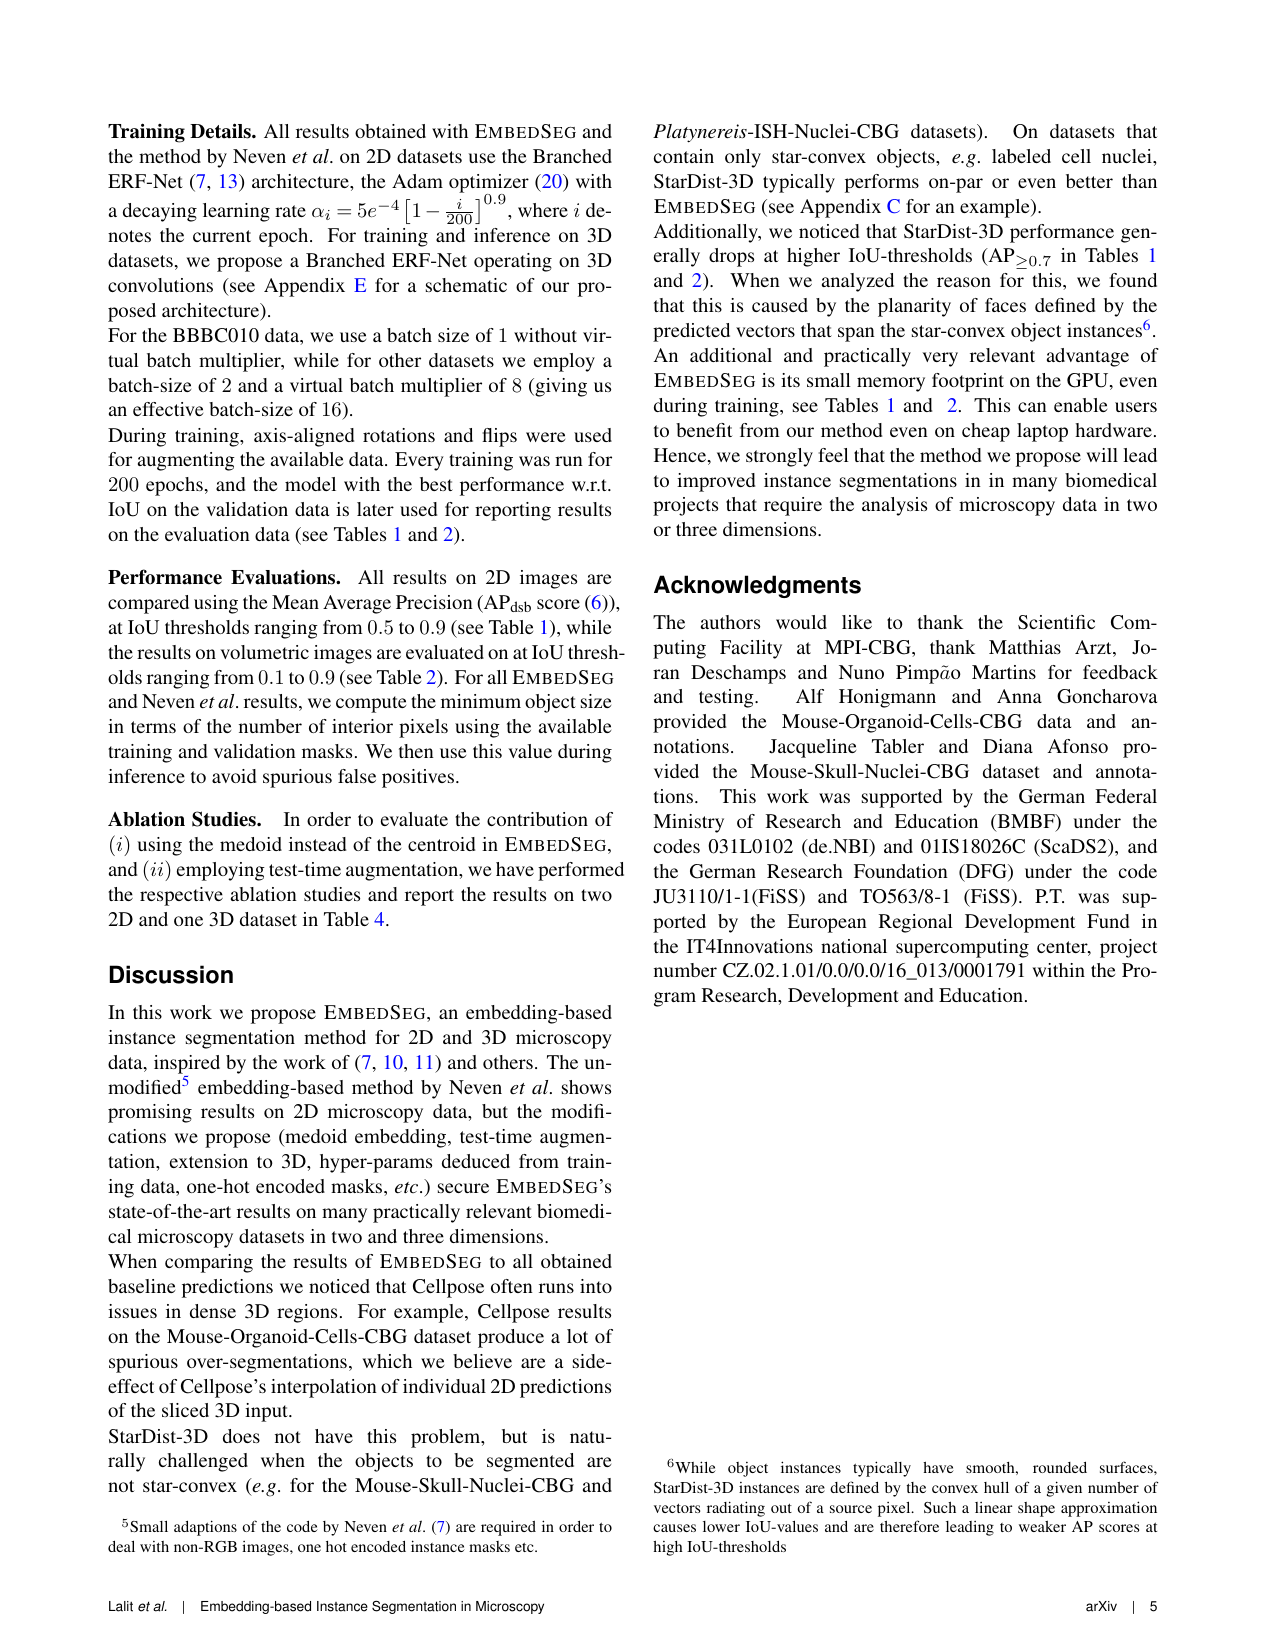 Training Details. All results obtained with EMBEDSEG and
the method by Neven et al. on 2D datasets use the Branched
ERF-Net (7, 13) architecture, the Adam optimizer (20) with
a decaying learning rate α_i = 5e^{-4} [1 − i/200]^{0.9}, where i de-
notes the current epoch. For training and inference on 3D
datasets, we propose a Branched ERF-Net operating on 3D
convolutions (see Appendix E for a schematic of our pro-
posed architecture).
For the BBBC010 data, we use a batch size of 1 without vir-
tual batch multiplier, while for other datasets we employ a
batch-size of 2 and a virtual batch multiplier of 8 (giving us
an effective batch-size of 16).
During training, axis-aligned rotations and flips were used
for augmenting the available data. Every training was run for
200 epochs, and the model with the best performance w.r.t.
IoU on the validation data is later used for reporting results
on the evaluation data (see Tables 1 and 2).
Performance Evaluations. All results on 2D images are
compared using the Mean Average Precision (AP_dsb score (6)),
at IoU thresholds ranging from 0.5 to 0.9 (see Table 1), while
the results on volumetric images are evaluated on at IoU thresh-
olds ranging from 0.1 to 0.9 (see Table 2). For all EMBEDSEG
and Neven et al. results, we compute the minimum object size
in terms of the number of interior pixels using the available
training and validation masks. We then use this value during
inference to avoid spurious false positives.
Ablation Studies. In order to evaluate the contribution of
(i) using the medoid instead of the centroid in EMBEDSEG,
and (ii) employing test-time augmentation, we have performed
the respective ablation studies and report the results on two
2D and one 3D dataset in Table 4.
Discussion
In this work we propose EMBEDSEG, an embedding-based
instance segmentation method for 2D and 3D microscopy
data, inspired by the work of (7, 10, 11) and others. The un-
modified⁵ embedding-based method by Neven et al. shows
promising results on 2D microscopy data, but the modifi-
cations we propose (medoid embedding, test-time augmen-
tation, extension to 3D, hyper-params deduced from train-
ing data, one-hot encoded masks, etc.) secure EMBEDSEG's
state-of-the-art results on many practically relevant biomedi-
cal microscopy datasets in two and three dimensions.
When comparing the results of EMBEDSEG to all obtained
baseline predictions we noticed that Cellpose often runs into
issues in dense 3D regions. For example, Cellpose results
on the Mouse-Organoid-Cells-CBG dataset produce a lot of
spurious over-segmentations, which we believe are a side-
effect of Cellpose's interpolation of individual 2D predictions
of the sliced 3D input.
StarDist-3D does not have this problem, but is natu-
rally challenged when the objects to be segmented are
not star-convex (e.g. for the Mouse-Skull-Nuclei-CBG and
⁵Small adaptions of the code by Neven et al. (7) are required in order to
deal with non-RGB images, one hot encoded instance masks etc.
Platynereis-ISH-Nuclei-CBG datasets). On datasets that
contain only star-convex objects, e.g. labeled cell nuclei,
StarDist-3D typically performs on-par or even better than
EMBEDSEG (see Appendix C for an example).
Additionally, we noticed that StarDist-3D performance gen-
erally drops at higher IoU-thresholds (AP_≥0.7 in Tables 1
and 2). When we analyzed the reason for this, we found
that this is caused by the planarity of faces defined by the
predicted vectors that span the star-convex object instances⁶.
An additional and practically very relevant advantage of
EMBEDSEG is its small memory footprint on the GPU, even
during training, see Tables 1 and 2. This can enable users
to benefit from our method even on cheap laptop hardware.
Hence, we strongly feel that the method we propose will lead
to improved instance segmentations in in many biomedical
projects that require the analysis of microscopy data in two
or three dimensions.
Acknowledgments
The authors would like to thank the Scientific Com-
puting Facility at MPI-CBG, thank Matthias Arzt, Jo-
ran Deschamps and Nuno Pimpão Martins for feedback
and testing. Alf Honigmann and Anna Goncharova
provided the Mouse-Organoid-Cells-CBG data and an-
notations. Jacqueline Tabler and Diana Afonso pro-
vided the Mouse-Skull-Nuclei-CBG dataset and annota-
tions. This work was supported by the German Federal
Ministry of Research and Education (BMBF) under the
codes 031L0102 (de.NBI) and 01IS18026C (ScaDS2), and
the German Research Foundation (DFG) under the code
JU3110/1-1(FiSS) and TO563/8-1 (FiSS). P.T. was sup-
ported by the European Regional Development Fund in
the IT4Innovations national supercomputing center, project
number CZ.02.1.01/0.0/0.0/16_013/0001791 within the Pro-
gram Research, Development and Education.
⁶While object instances typically have smooth, rounded surfaces,
StarDist-3D instances are defined by the convex hull of a given number of
vectors radiating out of a source pixel. Such a linear shape approximation
causes lower IoU-values and are therefore leading to weaker AP scores at
high IoU-thresholds
Lalit et al. | Embedding-based Instance Segmentation in Microscopy
arXiv | 5